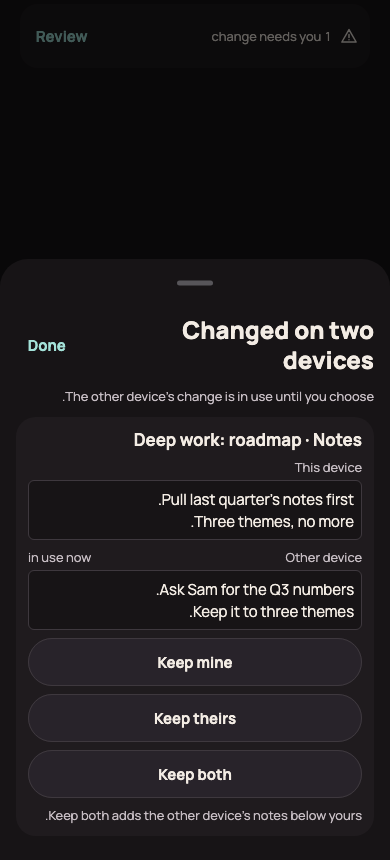 change needs you 1
Review
Changed on two
devices
Done
.The other device's change is in use until you choose
Deep work: roadmap · Notes
This device
.Pull last quarter's notes first
.Three themes, no more
Other device
in use now
.Ask Sam for the Q3 numbers
.Keep it to three themes
Keep mine
Keep theirs
Keep both
.Keep both adds the other device's notes below yours